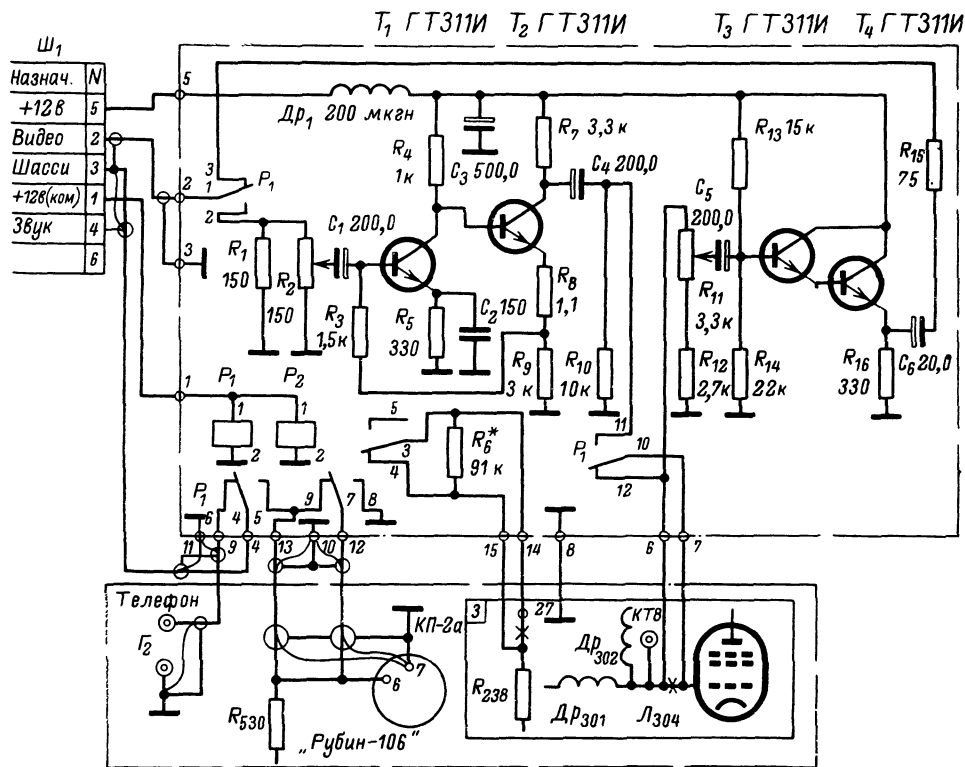 T₁ ГТ311И T₂ ГТ311И T₃ ГТ311И T₄ ГТ311И
Ш₁
Назнач. N
+12в 5
Видео 2
Шасси 3
+12в(ком) 1
Звук 4
6
5
Др₁ 200 мкгн
R₄
1к
C₃ 500,0
R₇ 3,3к
C₄ 200,0
R₁₃ 15к
R₁₅
75
2
3
1
2
P₁
3
R₁
150
R₂
150
C₁ 200,0
R₃
1,5к
R₅
330
C₂ 150
R₈
1,1
R₉
3к
R₁₀
10к
C₅
200,0
R₁₁
3,3к
R₁₂
2,7к
R₁₄
22к
R₁₆
330
C₆ 20,0
1
P₁ P₂
1 1
2 2
5
3
4
R₆*
91 к
11
P₁
10
12
P₁
6 4 5 9 7 8
11 9 4 13 10 12 15 14 8 6 7
Телефон
Г₂
КП-2а
7
6
R₅₃₀
„Рубин-106"
3
27
R₂₃₈
Др₃₀₁
Др₃₀₂
КТ8
Л₃₀₄